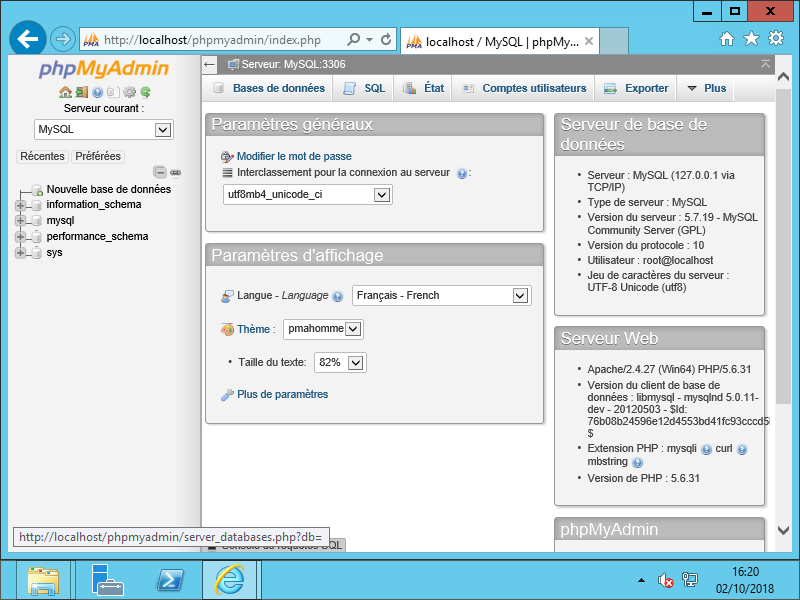 http://localhost/phpmyadmin/index.php
localhost / MySQL | phpMy...
phpMyAdmin
Serveur courant :
MySQL
Récentes Préférées
Nouvelle base de données
information_schema
mysql
performance_schema
sys
Serveur: MySQL:3306
Bases de données SQL État Comptes utilisateurs Exporter Plus
Paramètres généraux
Modifier le mot de passe
Interclassement pour la connexion au serveur :
utf8mb4_unicode_ci
Paramètres d'affichage
Langue - Language
Français - French
Thème : pmahomme
• Taille du texte: 82%
Plus de paramètres
Serveur de base de
données
• Serveur : MySQL (127.0.0.1 via
TCP/IP)
• Type de serveur : MySQL
• Version du serveur : 5.7.19 - MySQL
Community Server (GPL)
• Version du protocole : 10
• Utilisateur : root@localhost
• Jeu de caractères du serveur :
UTF-8 Unicode (utf8)
Serveur Web
• Apache/2.4.27 (Win64) PHP/5.6.31
• Version du client de base de
données : libmysql - mysqlnd 5.0.11-
dev - 20120503 - $Id:
76b08b24596e12d4553bd41fc93cccd5
$
• Extension PHP : mysqli curl
mbstring
• Version de PHP : 5.6.31
phpMyAdmin
http://localhost/phpmyadmin/server_databases.php?db=
Console de requêtes SQL
16:20
02/10/2018